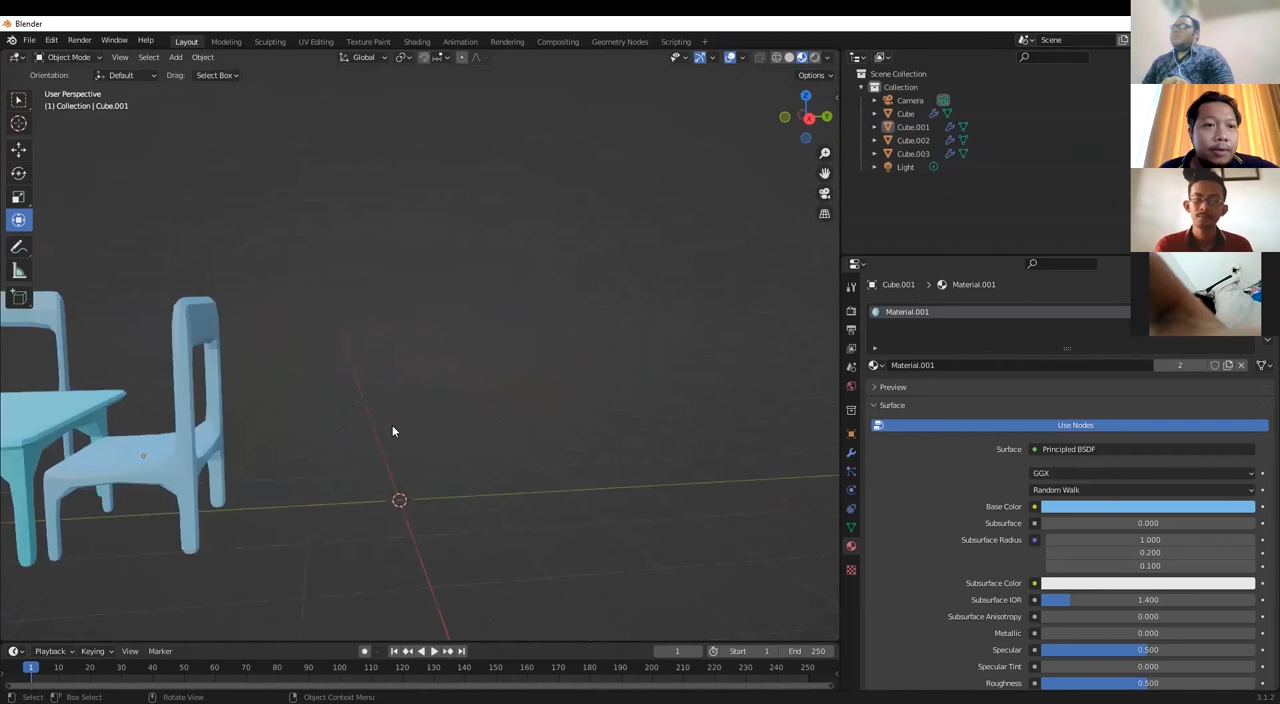 Blender
File Edit Render Window Help Layout Modeling Sculpting UV Editing Texture Paint Shading Animation Rendering Compositing Geometry Nodes Scripting + Scene
Object Mode View Select Add Object Global
Orientation: Default Drag: Select Box Options
User Perspective
(1) Collection | Cube.001
Z
Y
X
Scene Collection
Collection
Camera
Cube
Cube.001
Cube.002
Cube.003
Light
Cube.001 > Material.001
Material.001
Material.001 2
Preview
Surface
Use Nodes
Surface Principled BSDF
GGX
Random Walk
Base Color
Subsurface 0.000
Subsurface Radius 1.000
0.200
0.100
Subsurface Color
Subsurface IOR 1.400
Subsurface Anisotropy 0.000
Metallic 0.000
Specular 0.500
Specular Tint 0.000
Roughness 0.500
Playback Keying View Marker 1 Start 1 End 250
1 10 20 30 40 50 60 70 80 90 100 110 120 130 140 150 160 170 180 190 200 210 220 230 240 250
Select Box Select Rotate View Object Context Menu 3.1.2